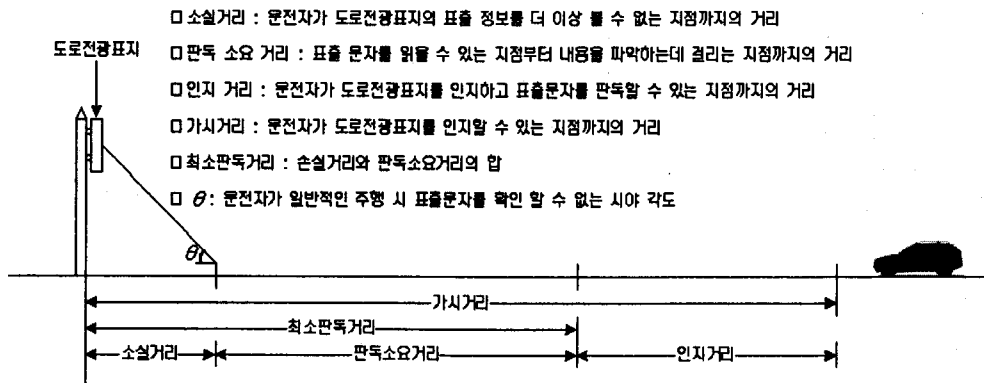 □ 소실거리 : 운전자가 도로전광표지의 표출 정보를 더 이상 볼 수 없는 지점까지의 거리
도로전광표지
□ 판독 소요 거리 : 표출 문자를 읽을 수 있는 지점부터 내용을 파악하는데 걸리는 지점까지의 거리
□ 인지 거리 : 운전자가 도로전광표지를 인지하고 표출문자를 판독할 수 있는 지점까지의 거리
□ 가시거리 : 운전자가 도로전광표지를 인지할 수 있는 지점까지의 거리
□ 최소판독거리 : 손실거리와 판독소요거리의 합
□ θ : 운전자가 일반적인 주행 시 표출문자를 확인 할 수 없는 시야 각도
θ
가시거리
최소판독거리
소실거리 판독소요거리 인지거리